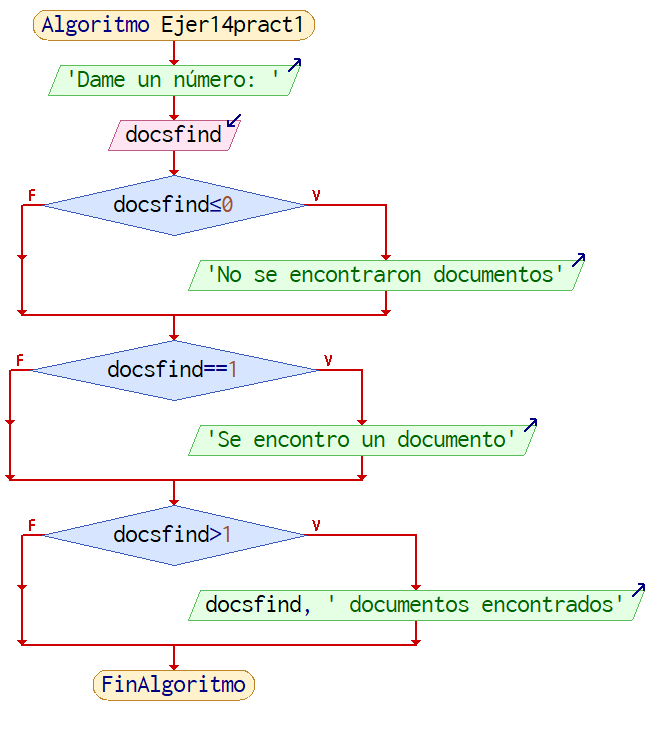 Algoritmo Ejer14pract1
'Dame un número: '
docsfind
F
V
docsfind≤0
'No se encontraron documentos'
F
V
docsfind==1
'Se encontro un documento'
F
V
docsfind>1
docsfind, ' documentos encontrados'
FinAlgoritmo